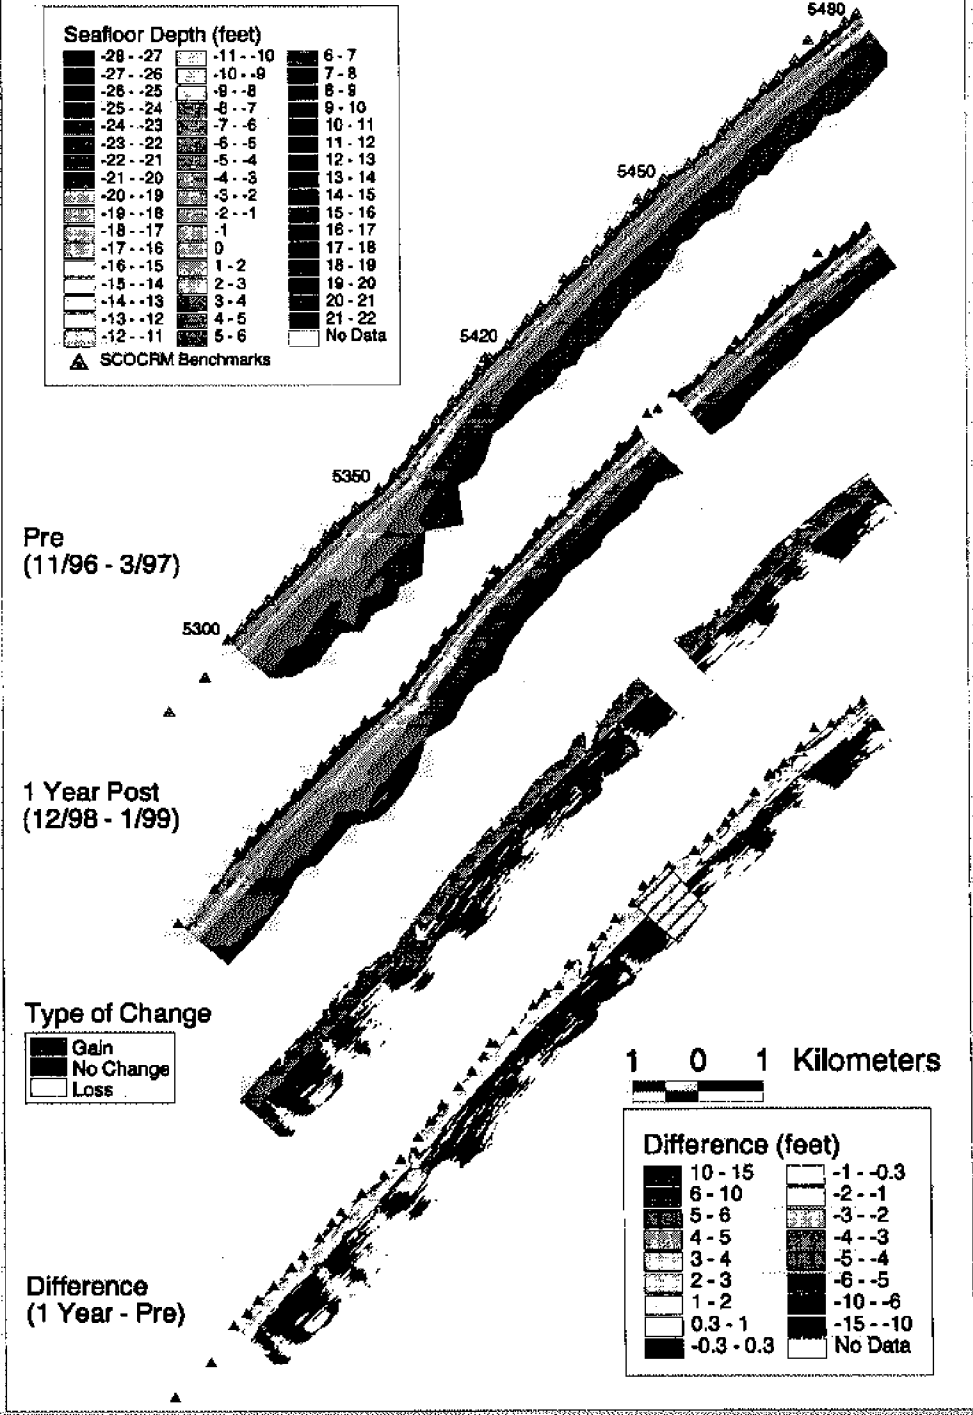 5480
Seafloor Depth (feet)
-28 - -27
-27 - -26
-26 - -25
-25 - -24
-24 - -23
-23 - -22
-22 - -21
-21 - -20
-20 - -19
-19 - -18
-18 - -17
-17 - -16
-16 - -15
-15 - -14
-14 - -13
-13 - -12
-12 - -11
-11 - -10
-10 - -9
-9 - -8
-8 - -7
-7 - -6
-6 - -5
-5 - -4
-4 - -3
-3 - -2
-2 - -1
-1
0
1 - 2
2 - 3
3 - 4
4 - 5
5 - 6
6 - 7
7 - 8
8 - 9
9 - 10
10 - 11
11 - 12
12 - 13
13 - 14
14 - 15
15 - 16
16 - 17
17 - 18
18 - 19
19 - 20
20 - 21
21 - 22
No Data
SCOCRM Benchmarks
5450
5420
5350
Pre
(11/96 - 3/97)
5300
1 Year Post
(12/98 - 1/99)
Type of Change
Gain
No Change
Loss
1 0 1 Kilometers
Difference (feet)
10 - 15
6 - 10
5 - 6
4 - 5
3 - 4
2 - 3
1 - 2
0.3 - 1
-0.3 - 0.3
-1 - -0.3
-2 - -1
-3 - -2
-4 - -3
-5 - -4
-6 - -5
-10 - -6
-15 - -10
No Data
Difference
(1 Year - Pre)